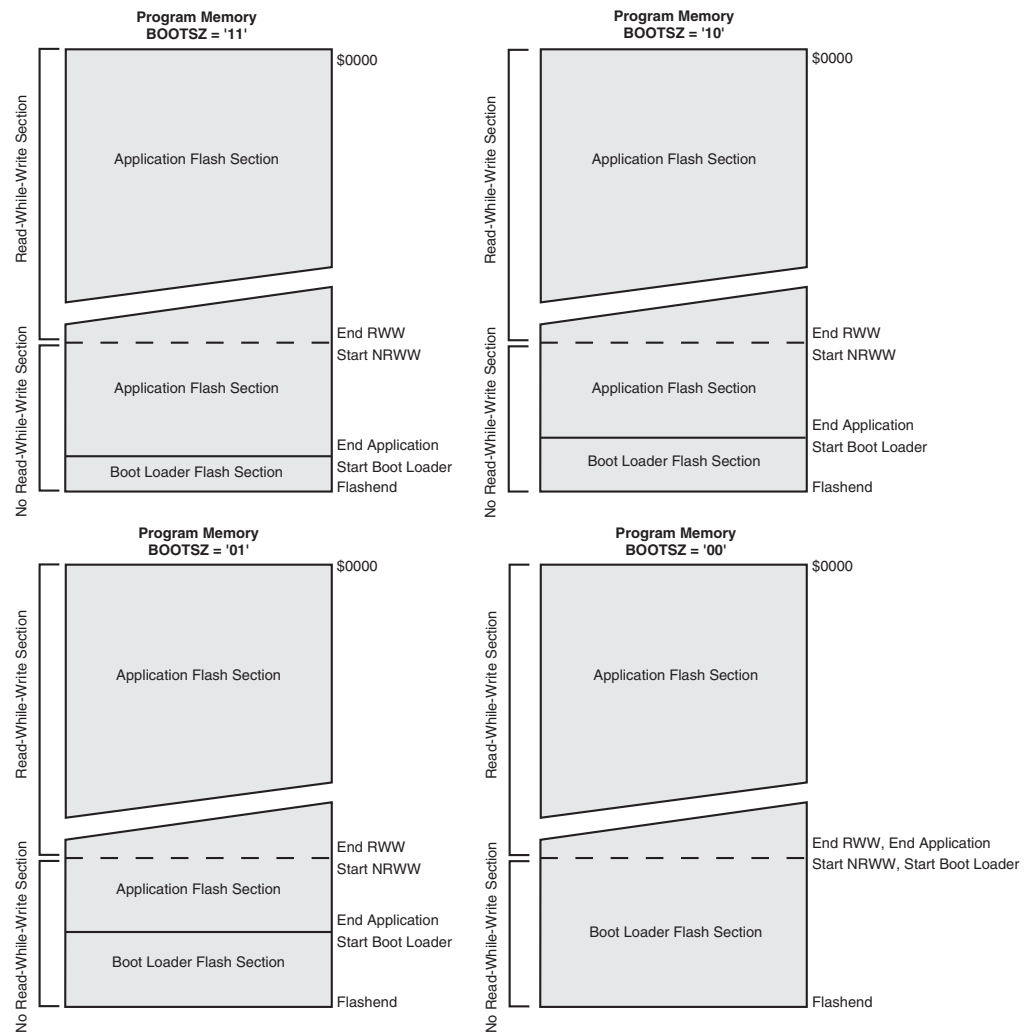 Program Memory
BOOTSZ = '11'
$0000
Read-While-Write Section
Application Flash Section
End RWW
Start NRWW
No Read-While-Write Section
Application Flash Section
End Application
Start Boot Loader
Boot Loader Flash Section
Flashend
Program Memory
BOOTSZ = '10'
$0000
Read-While-Write Section
Application Flash Section
End RWW
Start NRWW
No Read-While-Write Section
Application Flash Section
End Application
Start Boot Loader
Boot Loader Flash Section
Flashend
Program Memory
BOOTSZ = '01'
$0000
Read-While-Write Section
Application Flash Section
End RWW
Start NRWW
No Read-While-Write Section
Application Flash Section
End Application
Start Boot Loader
Boot Loader Flash Section
Flashend
Program Memory
BOOTSZ = '00'
$0000
Read-While-Write Section
Application Flash Section
End RWW, End Application
Start NRWW, Start Boot Loader
No Read-While-Write Section
Boot Loader Flash Section
Flashend